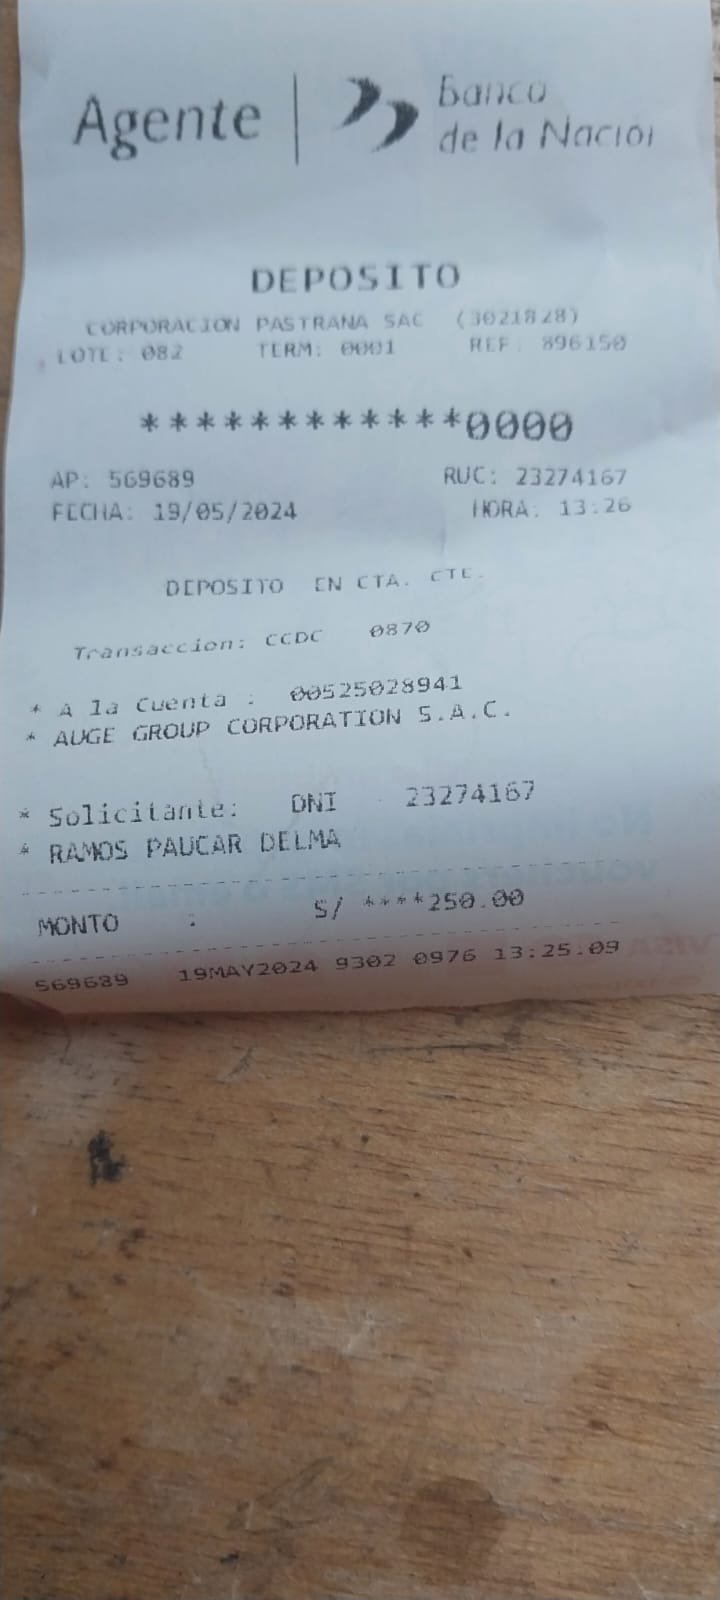 Agente
Banco
de la Nación
DEPOSITO
CORPORACION PASTRANA SAC (3021828)
LOTE: 082 TERM: 0001 REF: 896150
************0000
AP: 569689 RUC: 23274167
FECHA: 19/05/2024 HORA: 13:26
DEPOSITO EN CTA. CTE.
Transaccion: CCDC 0870
* A la Cuenta : 00525028941
* AUGE GROUP CORPORATION S.A.C.
* Solicitante: DNI 23274167
* RAMOS PAUCAR DELMA
MONTO : S/ ****250.00
569689 19MAY2024 9302 0976 13:25:09